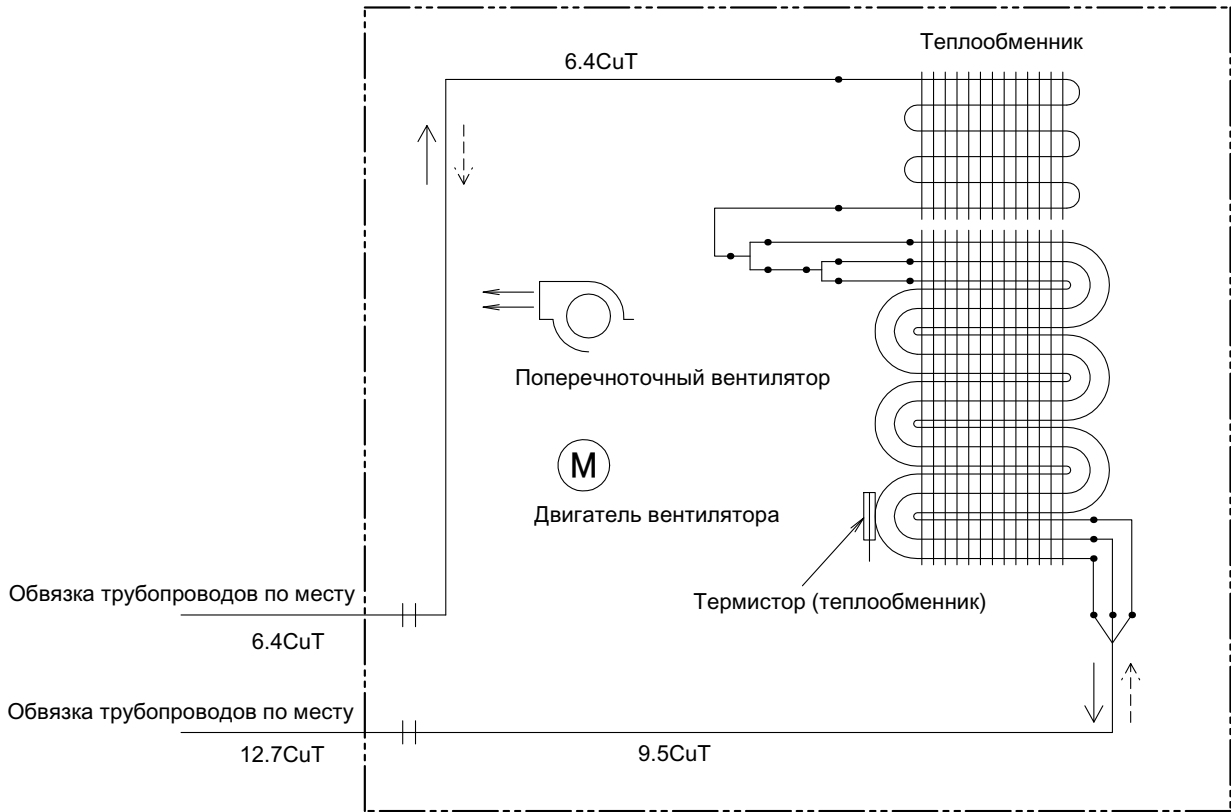 Теплообменник
6.4CuT
Поперечноточный вентилятор
M
Двигатель вентилятора
Обвязка трубопроводов по месту
6.4CuT
Термистор (теплообменник)
Обвязка трубопроводов по месту
12.7CuT
9.5CuT